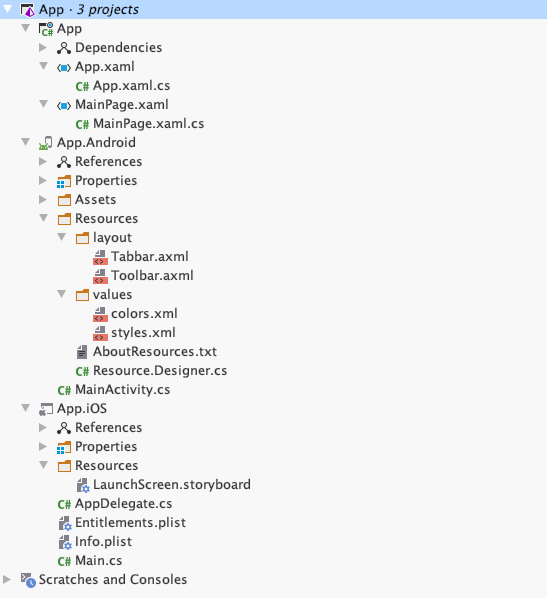 App · 3 projects
App
Dependencies
App.xaml
C# App.xaml.cs
MainPage.xaml
C# MainPage.xaml.cs
App.Android
References
Properties
Assets
Resources
layout
Tabbar.axml
Toolbar.axml
values
colors.xml
styles.xml
AboutResources.txt
C# Resource.Designer.cs
C# MainActivity.cs
App.iOS
References
Properties
Resources
LaunchScreen.storyboard
C# AppDelegate.cs
Entitlements.plist
Info.plist
C# Main.cs
Scratches and Consoles